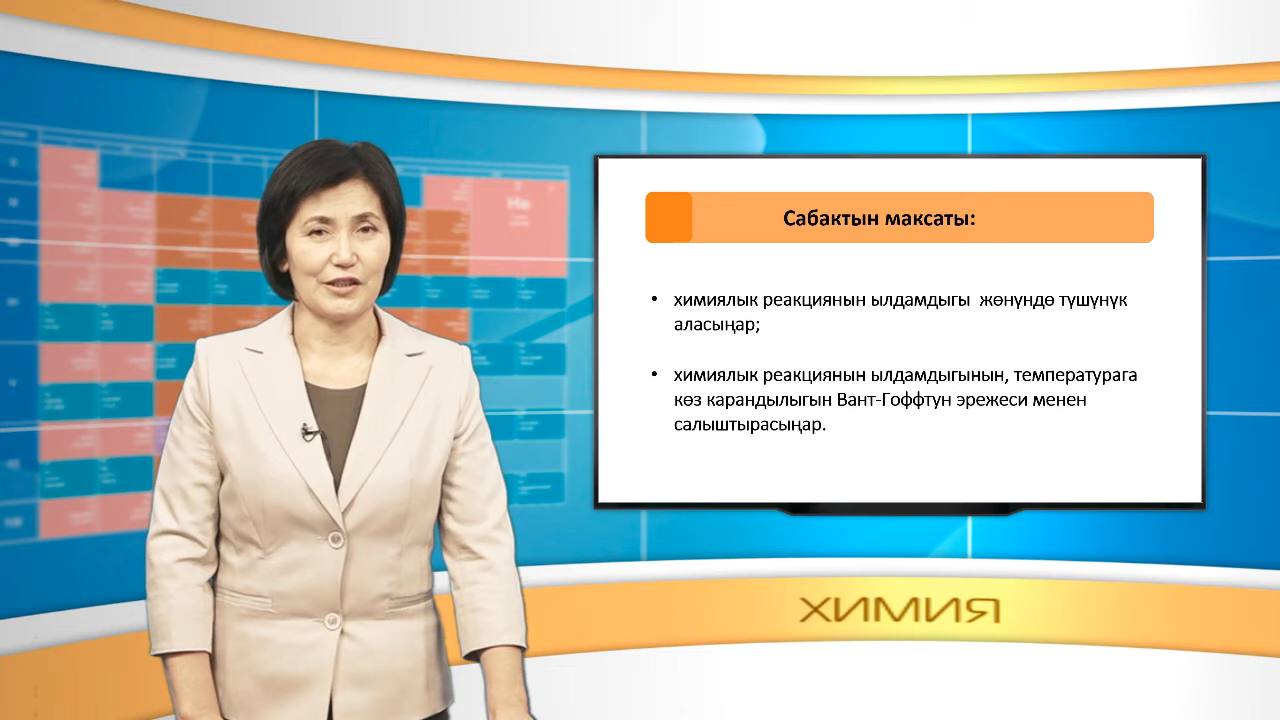 Сабактын максаты:
• химиялык реакциянын ылдамдыгы жөнүндө түшүнүк
аласыңар;
• химиялык реакциянын ылдамдыгынын, температурага
көз карандылыгын Вант-Гоффтун эрежеси менен
салыштырасыңар.
He
ХИМИЯ